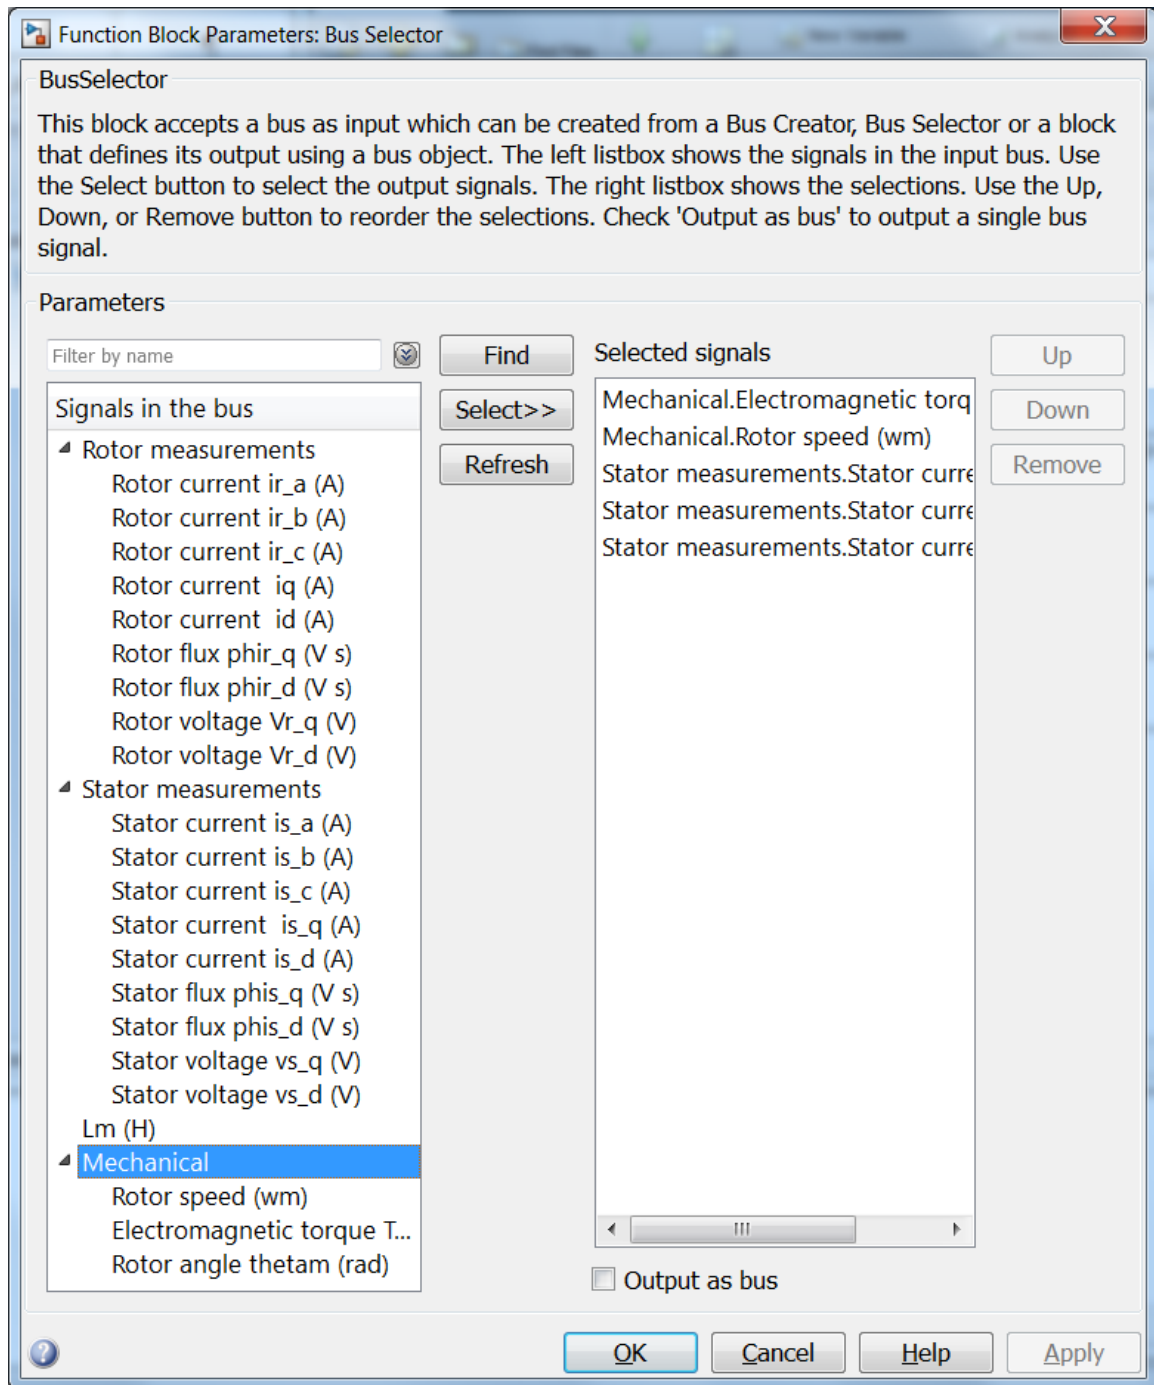 Function Block Parameters: Bus Selector
X
BusSelector
This block accepts a bus as input which can be created from a Bus Creator, Bus Selector or a block
that defines its output using a bus object. The left listbox shows the signals in the input bus. Use
the Select button to select the output signals. The right listbox shows the selections. Use the Up,
Down, or Remove button to reorder the selections. Check 'Output as bus' to output a single bus
signal.
Parameters
Filter by name
Signals in the bus
Rotor measurements
Rotor current ir_a (A)
Rotor current ir_b (A)
Rotor current ir_c (A)
Rotor current  iq (A)
Rotor current  id (A)
Rotor flux phir_q (V s)
Rotor flux phir_d (V s)
Rotor voltage Vr_q (V)
Rotor voltage Vr_d (V)
Stator measurements
Stator current is_a (A)
Stator current is_b (A)
Stator current is_c (A)
Stator current  is_q (A)
Stator current is_d (A)
Stator flux phis_q (V s)
Stator flux phis_d (V s)
Stator voltage vs_q (V)
Stator voltage vs_d (V)
Lm (H)
Mechanical
Rotor speed (wm)
Electromagnetic torque T...
Rotor angle thetam (rad)
Find
Select>>
Refresh
Selected signals
Mechanical.Electromagnetic torq
Mechanical.Rotor speed (wm)
Stator measurements.Stator curre
Stator measurements.Stator curre
Stator measurements.Stator curre
Output as bus
Up
Down
Remove
?
OK
Cancel
Help
Apply